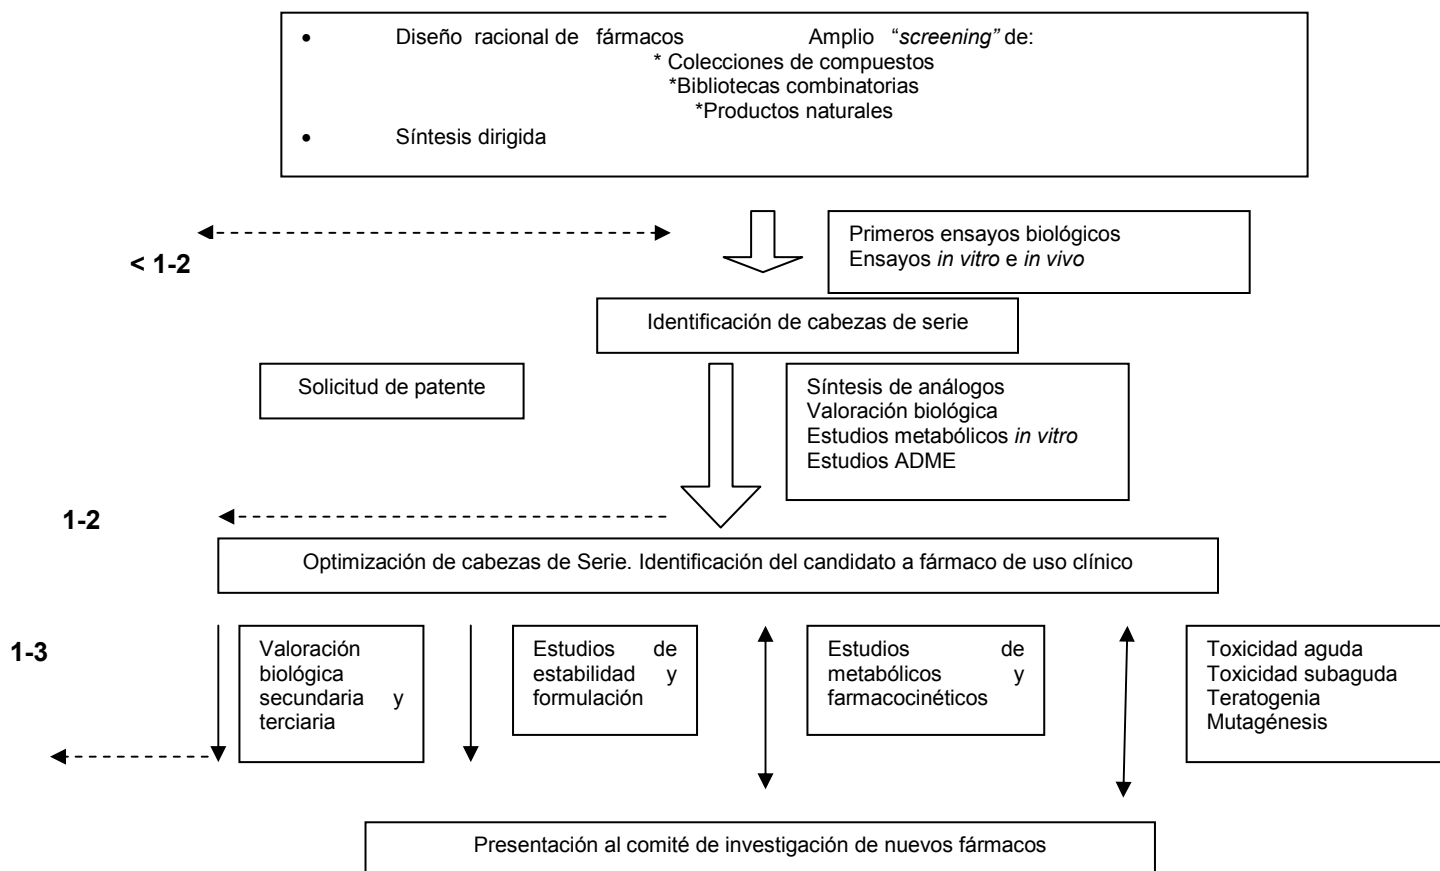 • Diseño racional de fármacos Amplio “screening” de:
* Colecciones de compuestos
*Bibliotecas combinatorias
*Productos naturales
• Síntesis dirigida
Primeros ensayos biológicos
Ensayos in vitro e in vivo
< 1-2
Identificación de cabezas de serie
Solicitud de patente
Síntesis de análogos
Valoración biológica
Estudios metabólicos in vitro
Estudios ADME
1-2
Optimización de cabezas de Serie. Identificación del candidato a fármaco de uso clínico
1-3
Valoración
biológica
secundaria y
terciaria
Estudios de
estabilidad y
formulación
Estudios de
metabólicos y
farmacocinéticos
Toxicidad aguda
Toxicidad subaguda
Teratogenia
Mutagénesis
Presentación al comité de investigación de nuevos fármacos